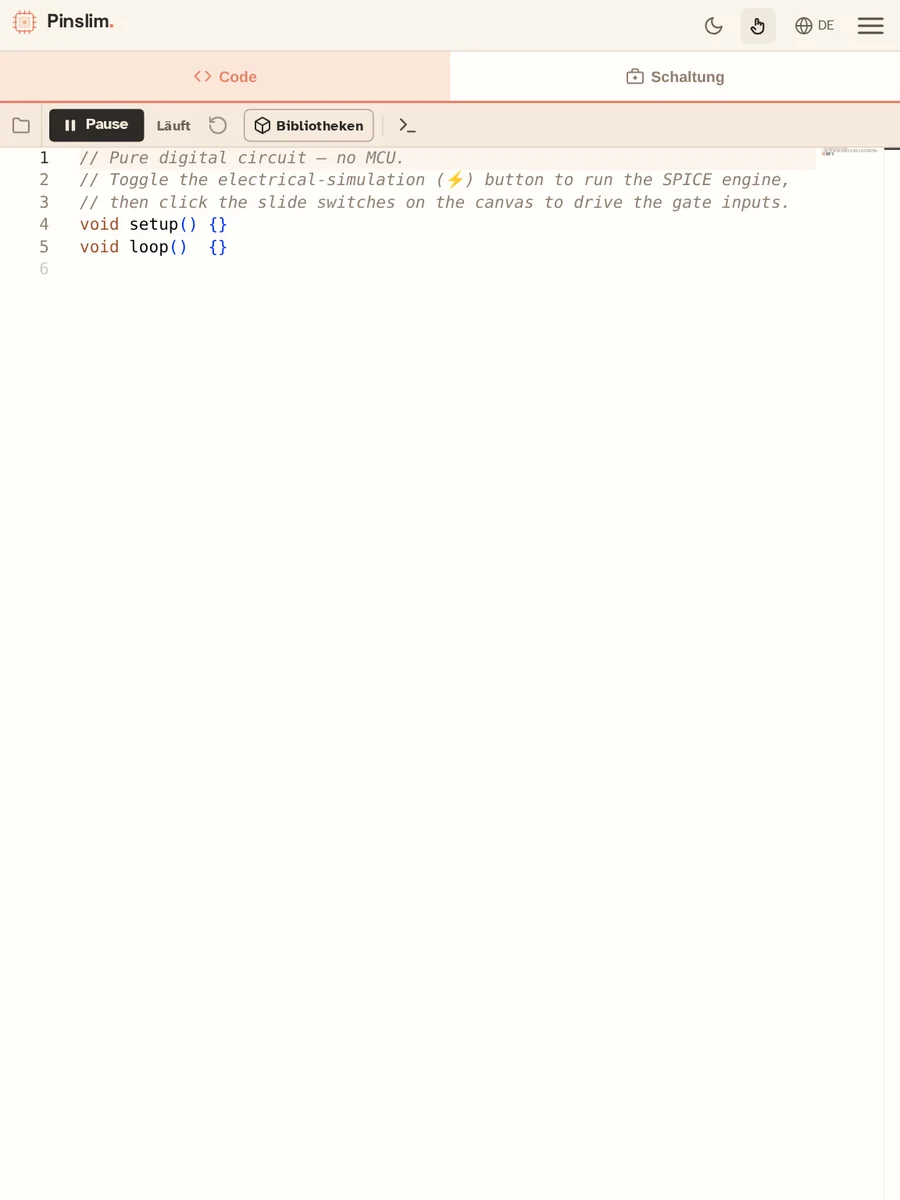 Pinslim.
DE
Code
Schaltung
Pause
Läuft
Bibliotheken
1 // Pure digital circuit — no MCU.
2 // Toggle the electrical-simulation (⚡) button to run the SPICE engine,
3 // then click the slide switches on the canvas to drive the gate inputs.
4 void setup() {}
5 void loop()  {}
6